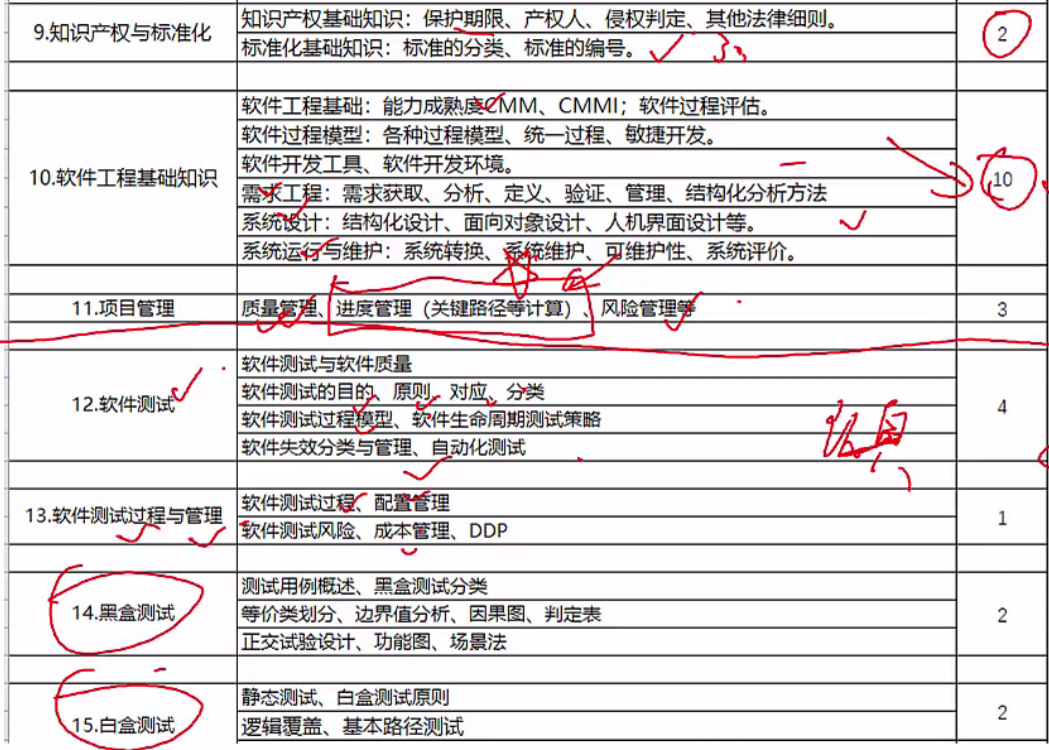 9.知识产权与标准化
知识产权基础知识：保护期限、产权人、侵权判定、其他法律细则。
标准化基础知识：标准的分类、标准的编号。
2
10.软件工程基础知识
软件工程基础：能力成熟度CMM、CMMI；软件过程评估。
软件过程模型：各种过程模型、统一过程、敏捷开发。
软件开发工具、软件开发环境。
需求工程：需求获取、分析、定义、验证、管理、结构化分析方法
系统设计：结构化设计、面向对象设计、人机界面设计等。
系统运行与维护：系统转换、系统维护、可维护性、系统评价。
10
11.项目管理
质量管理、进度管理（关键路径等计算）、风险管理等
3
12.软件测试
软件测试与软件质量
软件测试的目的、原则、对应、分类
软件测试过程模型、软件生命周期测试策略
软件失效分类与管理、自动化测试
4
13.软件测试过程与管理
软件测试过程、配置管理
软件测试风险、成本管理、DDP
1
14.黑盒测试
测试用例概述、黑盒测试分类
等价类划分、边界值分析、因果图、判定表
正交试验设计、功能图、场景法
2
15.白盒测试
静态测试、白盒测试原则
逻辑覆盖、基本路径测试
2